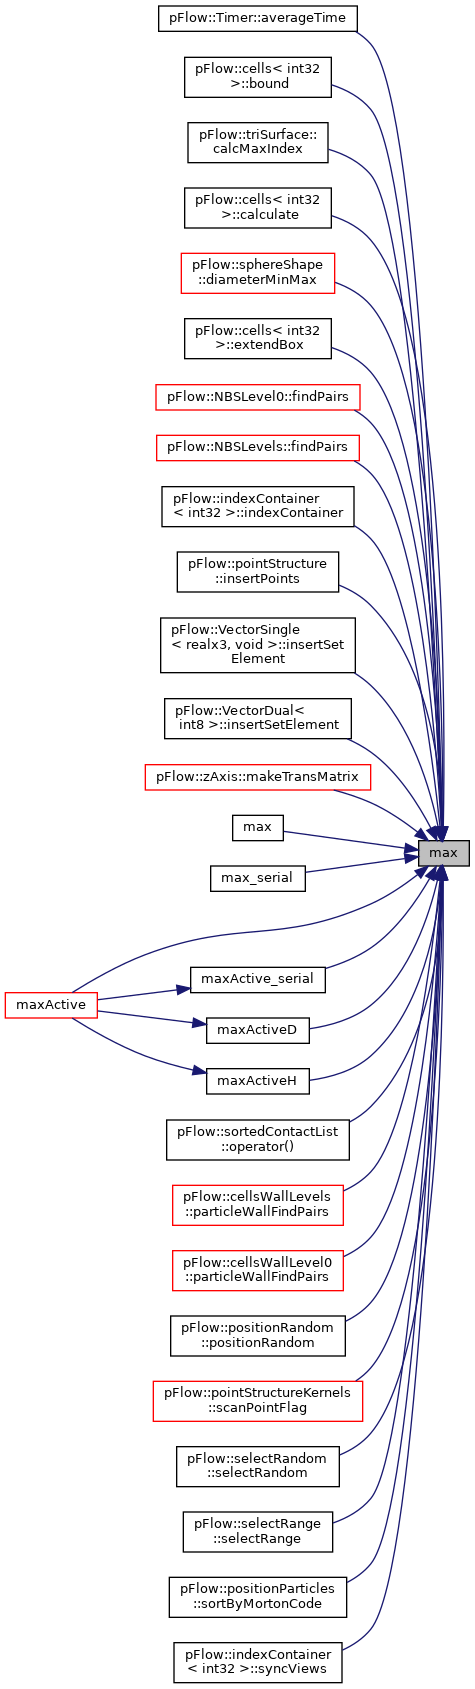 pFlow::Timer::averageTime
pFlow::cells< int32
>::bound
pFlow::triSurface::
calcMaxIndex
pFlow::cells< int32
>::calculate
pFlow::sphereShape
::diameterMinMax
pFlow::cells< int32
>::extendBox
pFlow::NBSLevel0::findPairs
pFlow::NBSLevels::findPairs
pFlow::indexContainer
< int32 >::indexContainer
pFlow::pointStructure
::insertPoints
pFlow::VectorSingle
< realx3, void >::insertSet
Element
pFlow::VectorDual<
int8 >::insertSetElement
pFlow::zAxis::makeTransMatrix
max
max
max_serial
maxActive_serial
maxActive
maxActiveD
maxActiveH
pFlow::sortedContactList
::operator()
pFlow::cellsWallLevels
::particleWallFindPairs
pFlow::cellsWallLevel0
::particleWallFindPairs
pFlow::positionRandom
::positionRandom
pFlow::pointStructureKernels
::scanPointFlag
pFlow::selectRandom
::selectRandom
pFlow::selectRange
::selectRange
pFlow::positionParticles
::sortByMortonCode
pFlow::indexContainer
< int32 >::syncViews